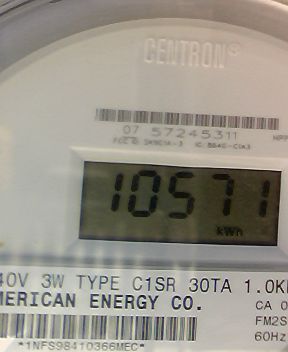 CENTRON®
07 57245311
10571
kWh
40V 3W TYPE C1SR 30TA 1.0K
MERICAN ENERGY CO.
CA 0
FM2S
60Hz
*1NFS98410366MEC*